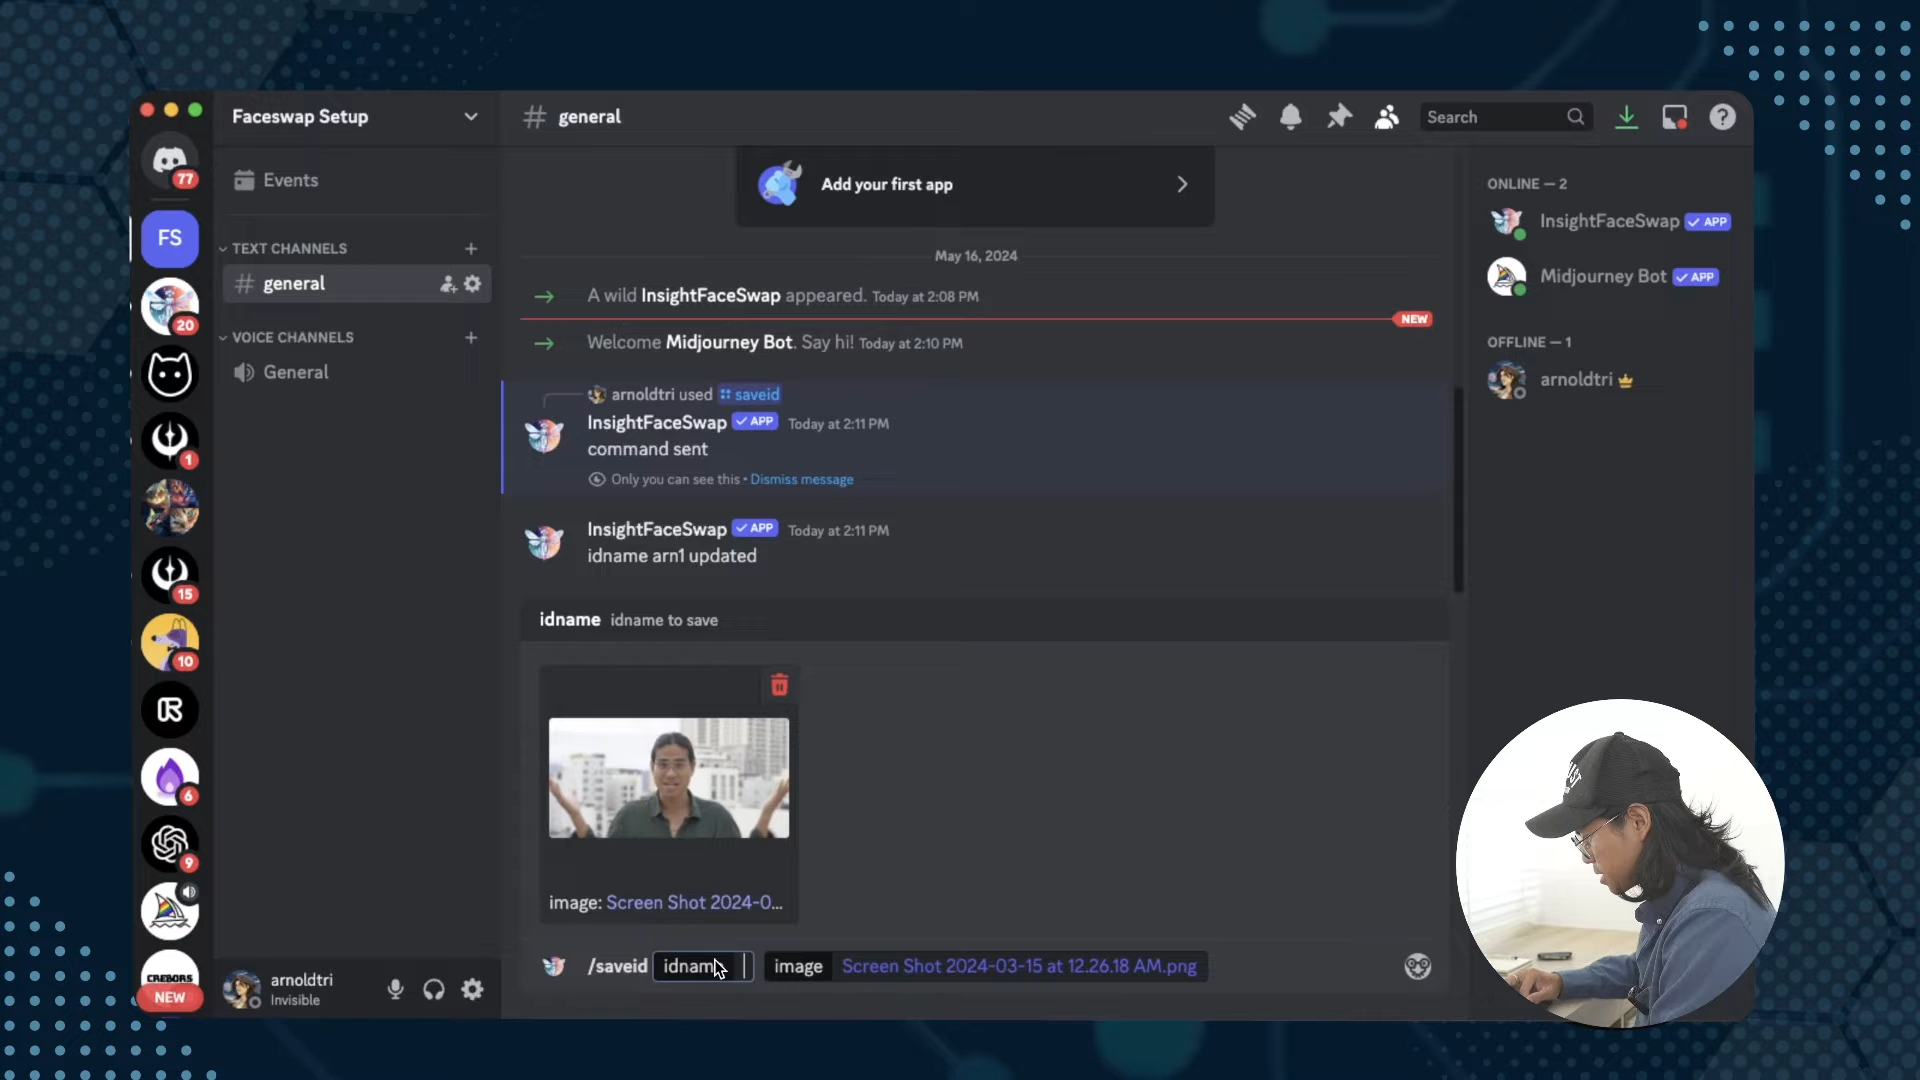 Faceswap Setup
general
Search
77
Events
Add your first app
ONLINE — 2
FS
TEXT CHANNELS
InsightFaceSwap APP
general
May 16, 2024
Midjourney Bot APP
20
A wild InsightFaceSwap appeared. Today at 2:08 PM
NEW
VOICE CHANNELS
Welcome Midjourney Bot. Say hi! Today at 2:10 PM
OFFLINE — 1
General
arnoldtri
arnoldtri used saveid
InsightFaceSwap APP Today at 2:11 PM
command sent
1
Only you can see this • Dismiss message
InsightFaceSwap APP Today at 2:11 PM
idname arn1 updated
15
idname idname to save
10
6
9
image: Screen Shot 2024-0...
/saveid idname image Screen Shot 2024-03-15 at 12.26.18 AM.png
CREBORS
NEW
arnoldtri
Invisible